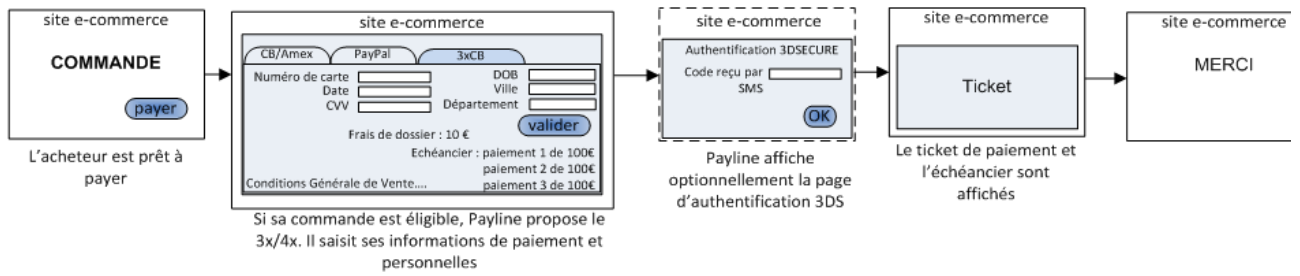 site e-commerce
COMMANDE
payer
L'acheteur est prêt à
payer
site e-commerce
CB/Amex
PayPal
3xCB
Numéro de carte
DOB
Date
Ville
CVV
Département
valider
Frais de dossier : 10 €
Echéancier : paiement 1 de 100€
paiement 2 de 100€
Conditions Générale de Vente....
paiement 3 de 100€
Si sa commande est éligible, Payline propose le
3x/4x. Il saisit ses informations de paiement et
personnelles
site e-commerce
Authentification 3DSECURE
Code reçu par
SMS
OK
Payline affiche
optionnellement la page
d'authentification 3DS
site e-commerce
Ticket
Le ticket de paiement et
l'échéancier sont
affichés
site e-commerce
MERCI